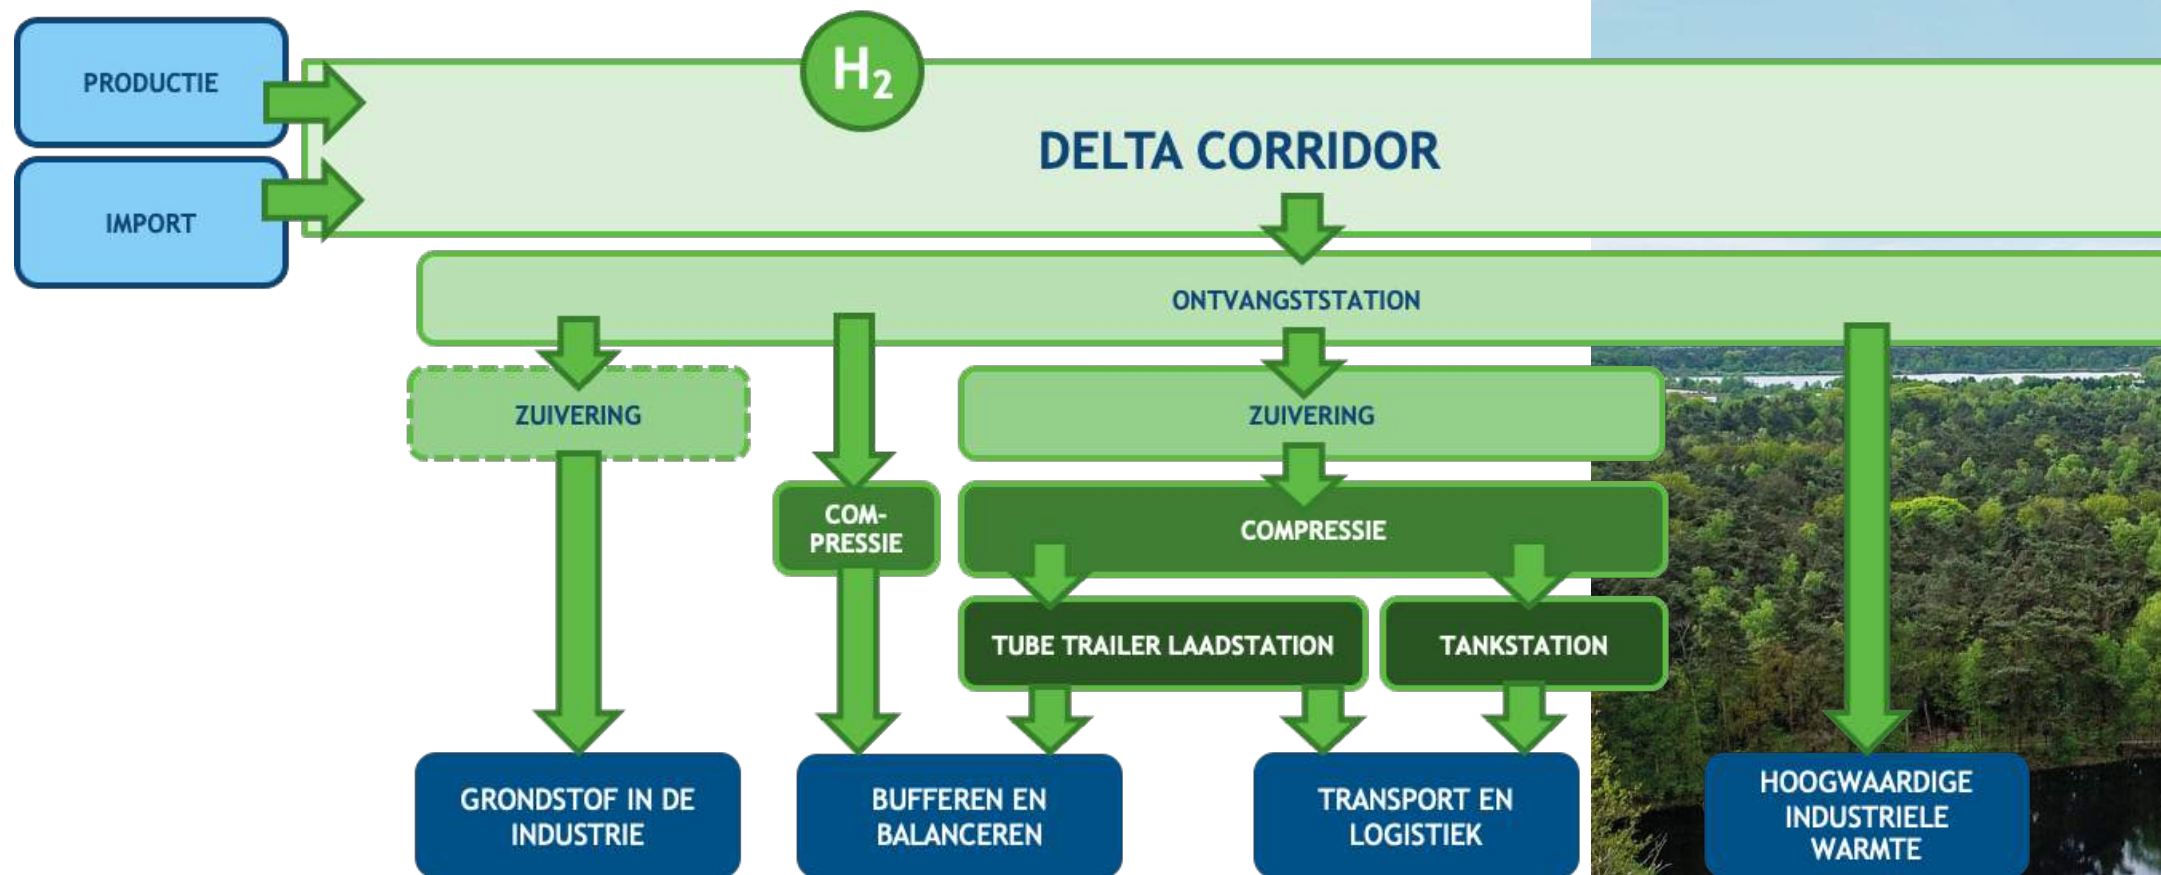 PRODUCTIE
IMPORT
H₂
DELTA CORRIDOR
ONTVANGSTSTATION
ZUIVERING
ZUIVERING
COM-
PRESSIE
COMPRESSIE
TUBE TRAILER LAADSTATION
TANKSTATION
GRONDSTOF IN DE
INDUSTRIE
BUFFEREN EN
BALANCEREN
TRANSPORT EN
LOGISTIEK
HOOGWAARDIGE
INDUSTRIELE
WARMTE